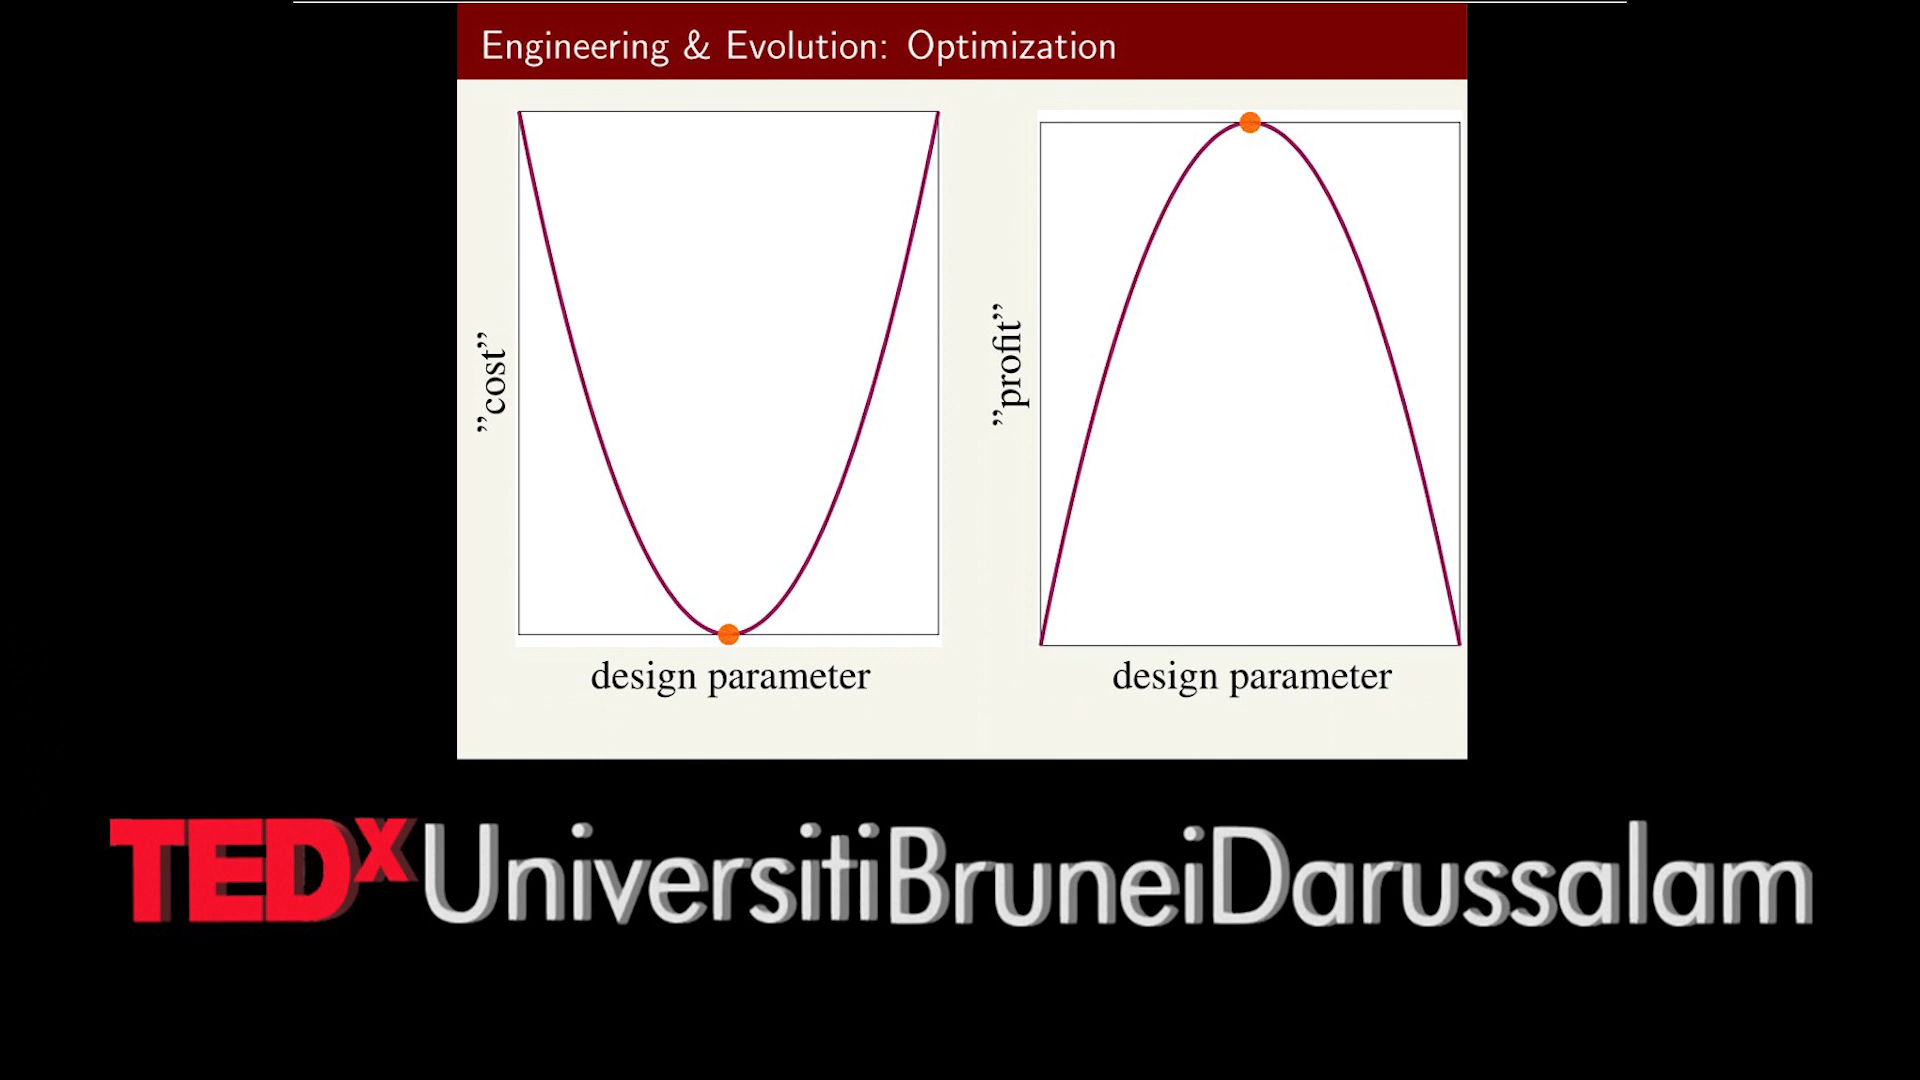 Engineering & Evolution: Optimization
”cost”
”profit”
design parameter
design parameter
TEDxUniversitiBruneiDarussalam